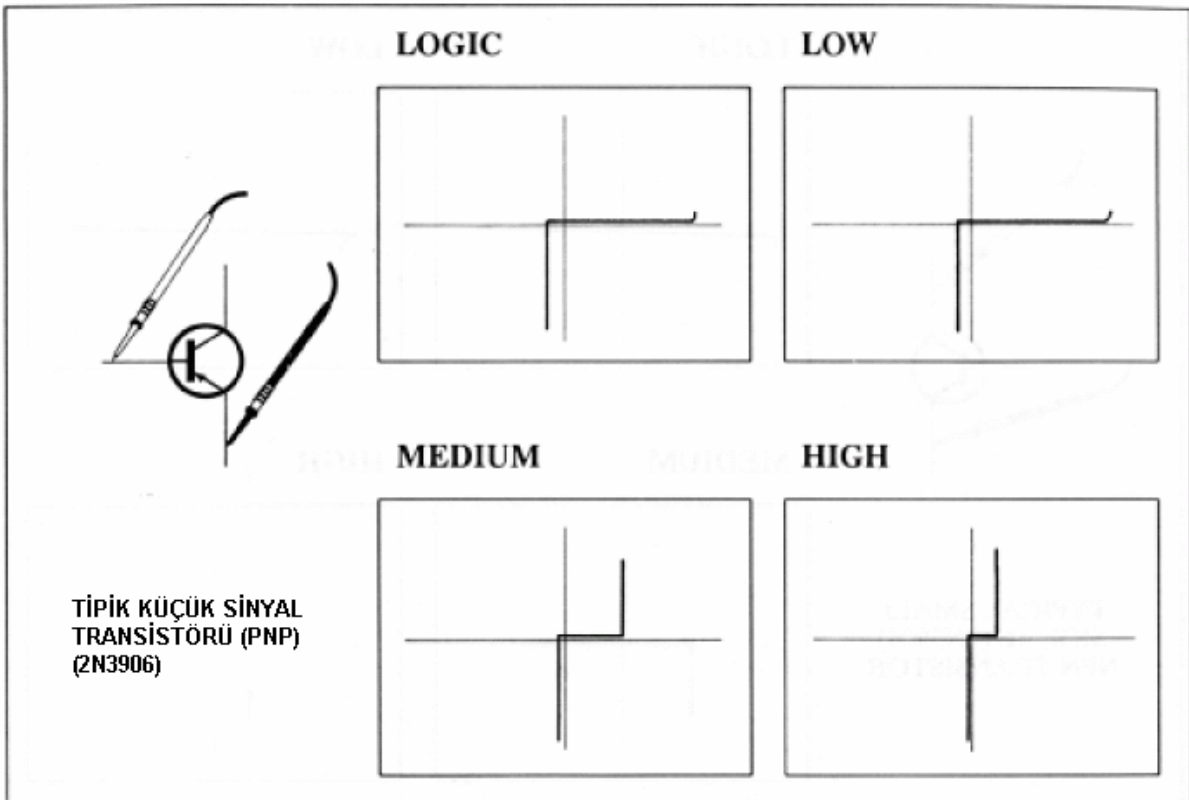 LOGIC
LOW
MEDIUM
HIGH
TİPİK KÜÇÜK SİNYAL
TRANSİSTÖRÜ (PNP)
(2N3906)